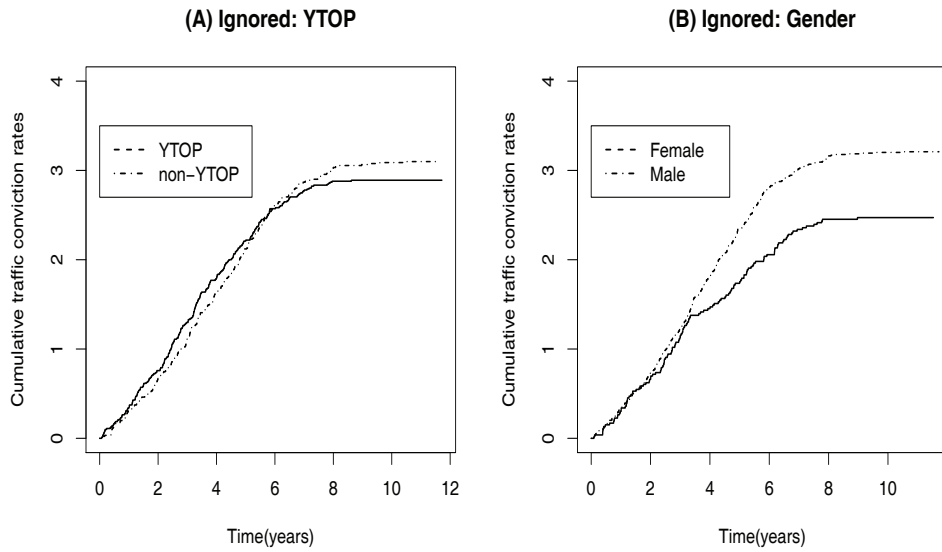 (A) Ignored: YTOP
Cumulative traffic conviction rates
4
3
2
1
0
YTOP
non−YTOP
0 2 4 6 8 10 12
Time(years)
(B) Ignored: Gender
Cumulative traffic conviction rates
4
3
2
1
0
Female
Male
0 2 4 6 8 10
Time(years)